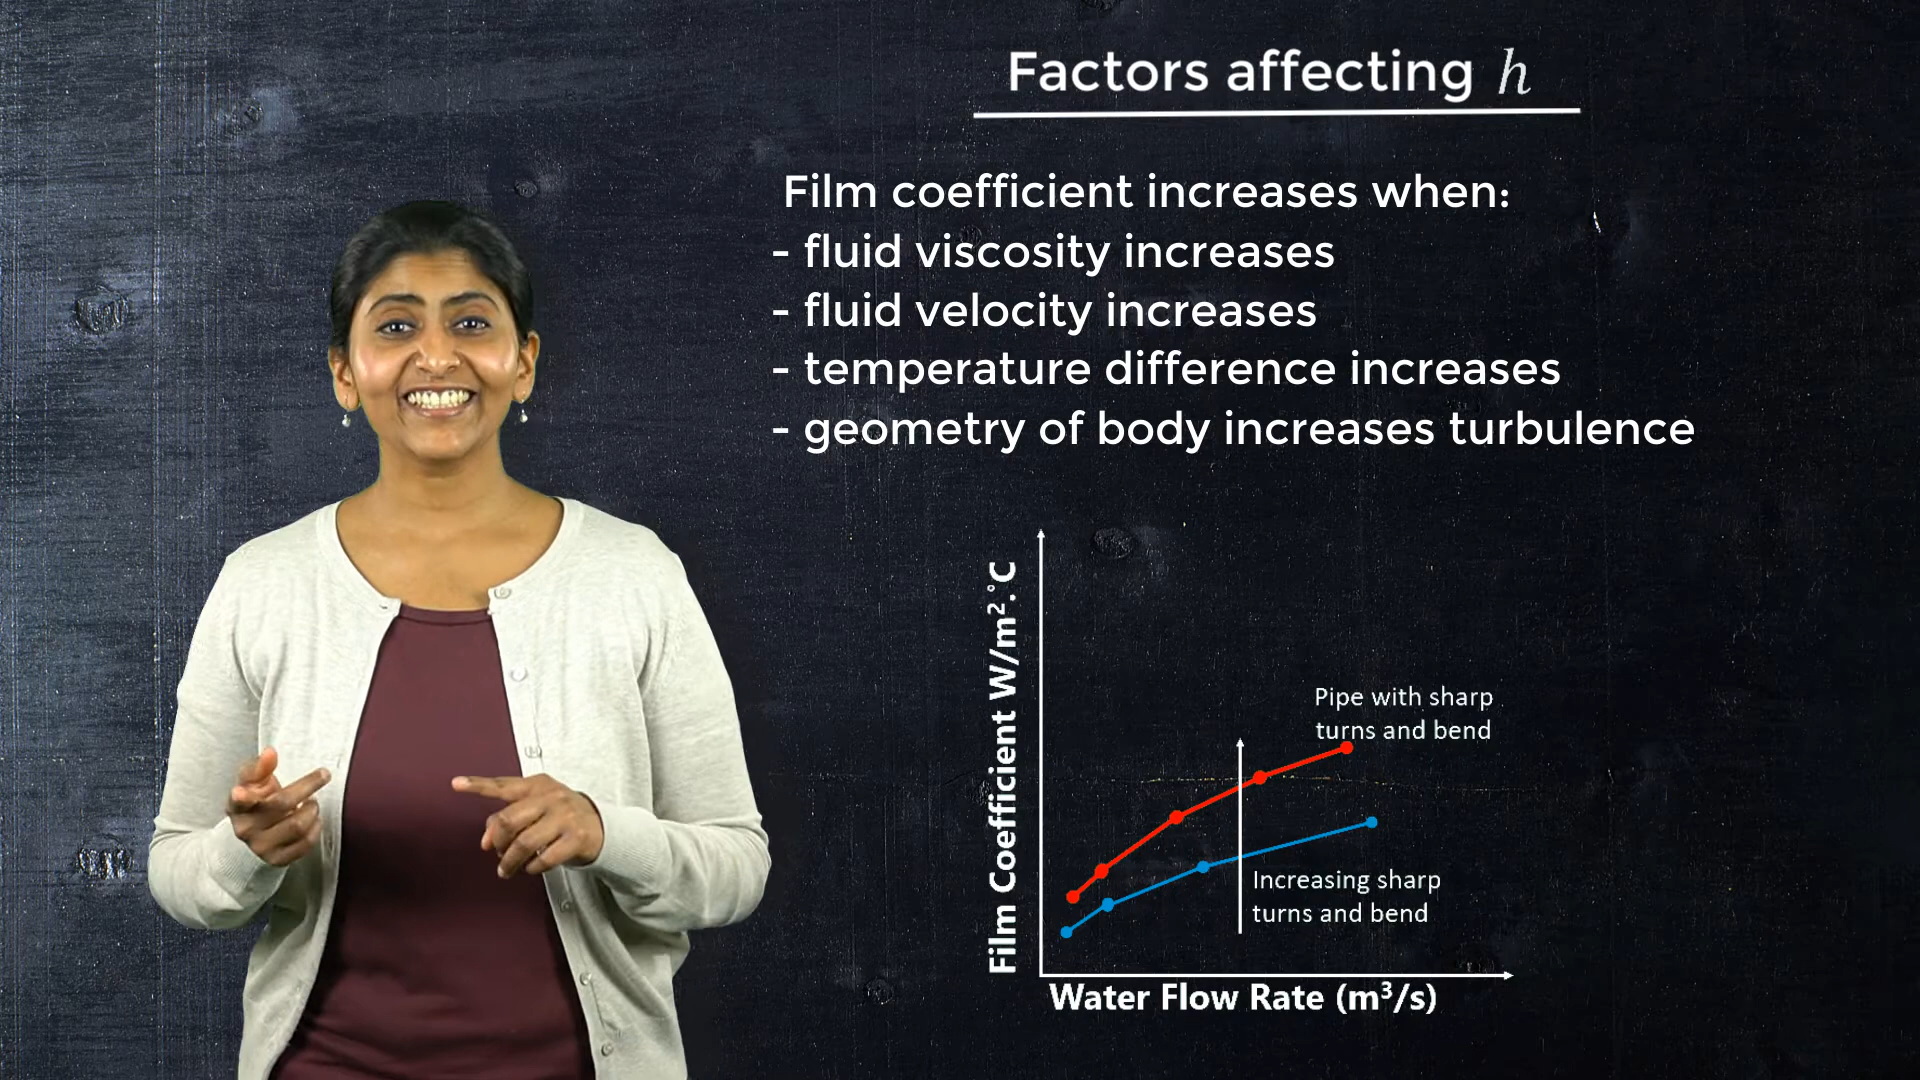 Factors affecting h
Film coefficient increases when:
- fluid viscosity increases
- fluid velocity increases
- temperature difference increases
- geometry of body increases turbulence
Film Coefficient W/m².°C
Pipe with sharp
turns and bend
Increasing sharp
turns and bend
Water Flow Rate (m³/s)